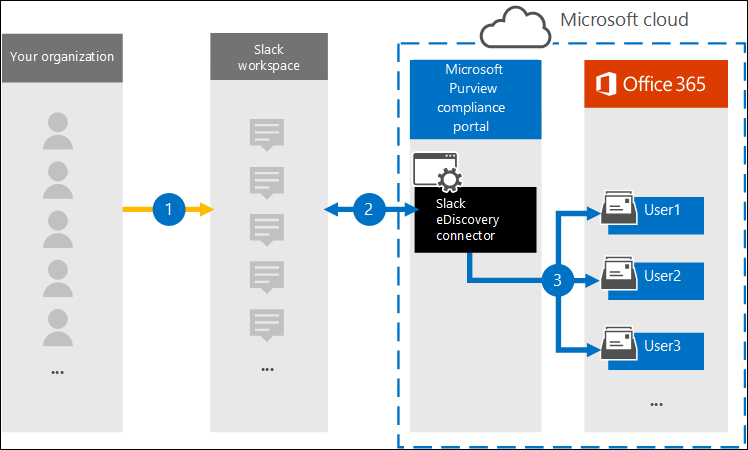 Microsoft cloud
Your organization
Slack
workspace
Microsoft
Purview
compliance
portal
Office 365
1
2
Slack
eDiscovery
connector
3
User1
User2
User3
...
...
...